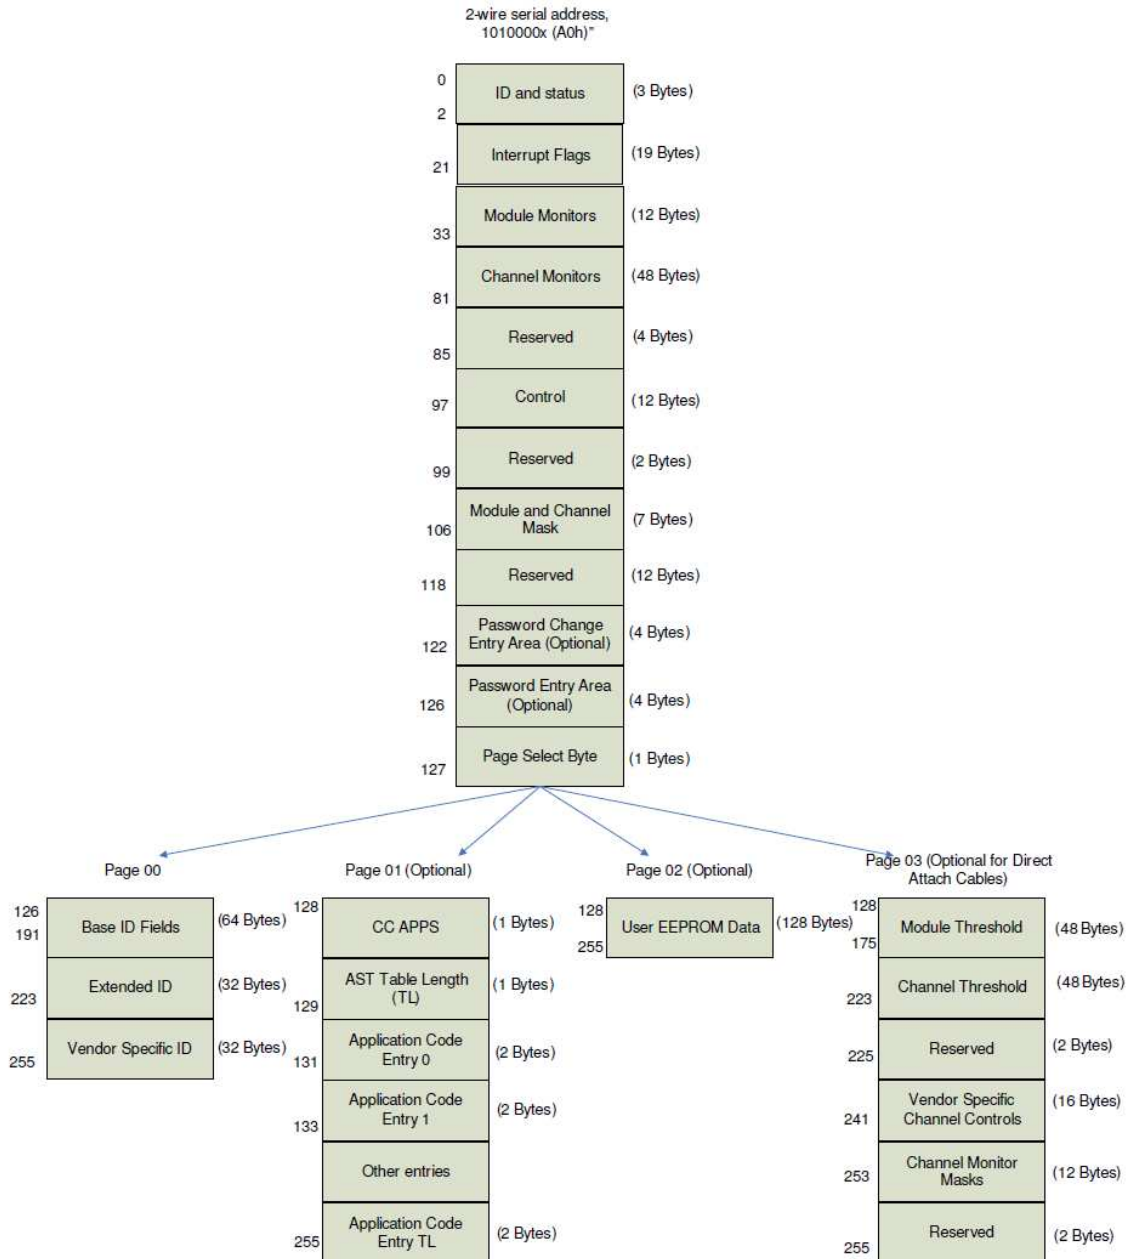 2-wire serial address,
1010000x (A0h)"
0
ID and status
(3 Bytes)
2
Interrupt Flags
(19 Bytes)
21
Module Monitors
(12 Bytes)
33
Channel Monitors
(48 Bytes)
81
Reserved
(4 Bytes)
85
Control
(12 Bytes)
97
Reserved
(2 Bytes)
99
Module and Channel
Mask
(7 Bytes)
106
Reserved
(12 Bytes)
118
Password Change
Entry Area (Optional)
(4 Bytes)
122
Password Entry Area
(Optional)
(4 Bytes)
126
Page Select Byte
(1 Bytes)
127
Page 00
126
191
Base ID Fields
(64 Bytes)
Extended ID
(32 Bytes)
223
Vendor Specific ID
(32 Bytes)
255
Page 01 (Optional)
128
CC APPS
(1 Bytes)
AST Table Length
(TL)
(1 Bytes)
129
Application Code
Entry 0
(2 Bytes)
131
Application Code
Entry 1
(2 Bytes)
133
Other entries
Application Code
Entry TL
(2 Bytes)
255
Page 02 (Optional)
128
User EEPROM Data
(128 Bytes)
255
Page 03 (Optional for Direct
Attach Cables)
128
Module Threshold
(48 Bytes)
175
Channel Threshold
(48 Bytes)
223
Reserved
(2 Bytes)
225
Vendor Specific
Channel Controls
(16 Bytes)
241
Channel Monitor
Masks
(12 Bytes)
253
Reserved
(2 Bytes)
255